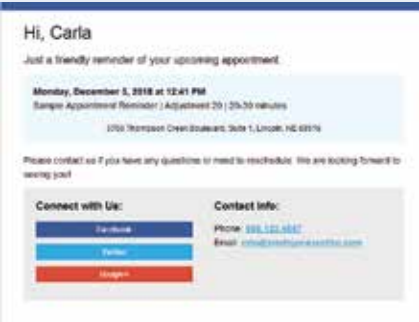 Hi, Carla
Just a friendly reminder of your upcoming appointment.
Monday, December 3, 2018 at 12:41 PM
Sample Appointment Reminder | Adjustment 20 | 20-30 minutes
Thompson Creek Boulevard, Suite 1, Lincoln, NE
Please contact us if you have any questions or need to reschedule. We are looking forward to
seeing you!
Connect with Us:
Facebook
Twitter
Google+
Contact Info:
Phone:
Email: